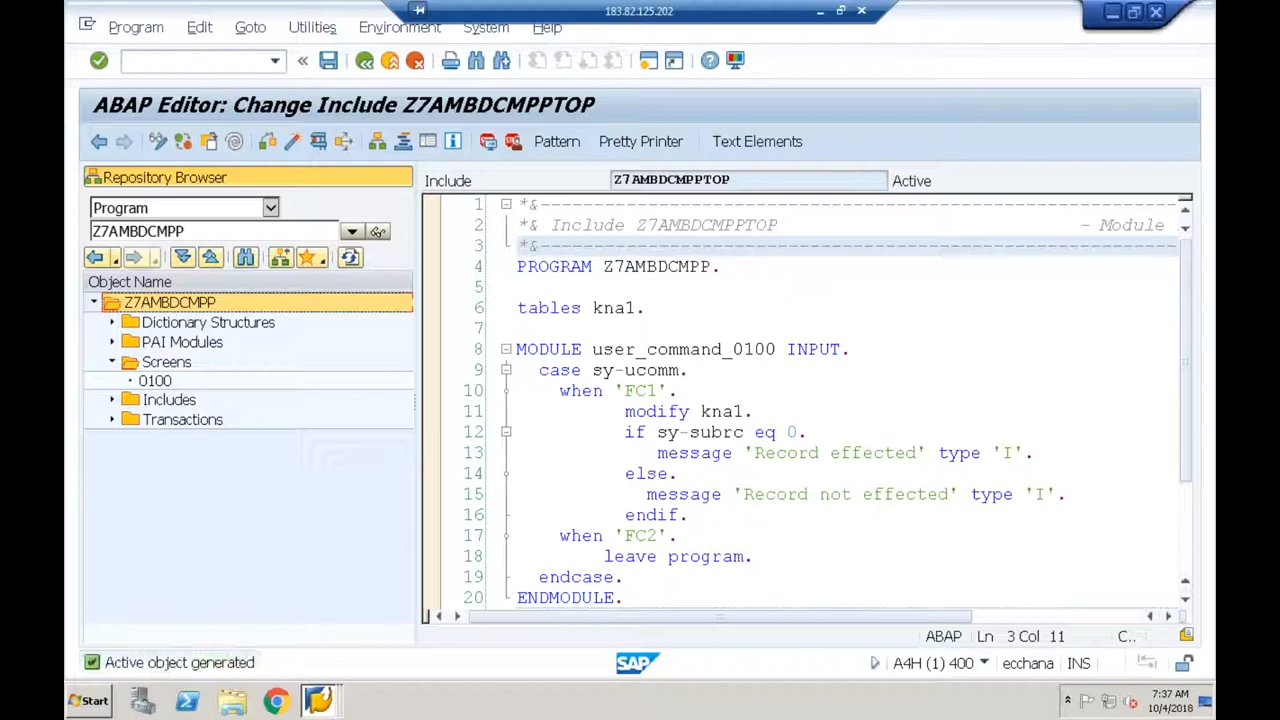 183.82.125.202
Program Edit Goto Utilities Environment System Help
ABAP Editor: Change Include Z7AMBDCMPPTOP
Pattern Pretty Printer Text Elements
Repository Browser
Include Z7AMBDCMPPTOP Active
Program
Z7AMBDCMPP
Object Name
Z7AMBDCMPP
Dictionary Structures
PAI Modules
Screens
0100
Includes
Transactions
1 *&---------------------------------------------------------------------
2 *& Include Z7AMBDCMPPTOP - Module
3 *&---------------------------------------------------------------------
4 PROGRAM Z7AMBDCMPP.
5
6 tables kna1.
7
8 MODULE user_command_0100 INPUT.
9 case sy-ucomm.
10 when 'FC1'.
11 modify kna1.
12 if sy-subrc eq 0.
13 message 'Record effected' type 'I'.
14 else.
15 message 'Record not effected' type 'I'.
16 endif.
17 when 'FC2'.
18 leave program.
19 endcase.
20 ENDMODULE.
ABAP Ln 3 Col 11 C..
Active object generated
SAP
A4H (1) 400 ecchana INS
Start
7:37 AM
10/4/2018